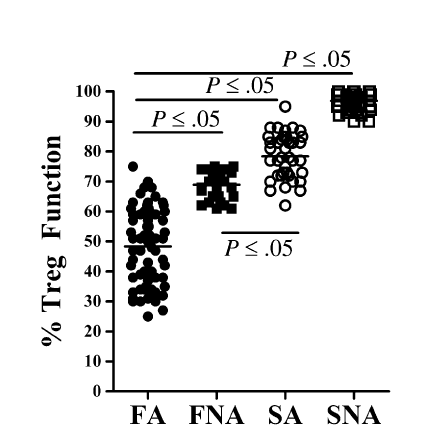 P ≤ .05
P ≤ .05
P ≤ .05
P ≤ .05
% Treg Function
100
90
80
70
60
50
40
30
20
10
0
FA FNA SA SNA